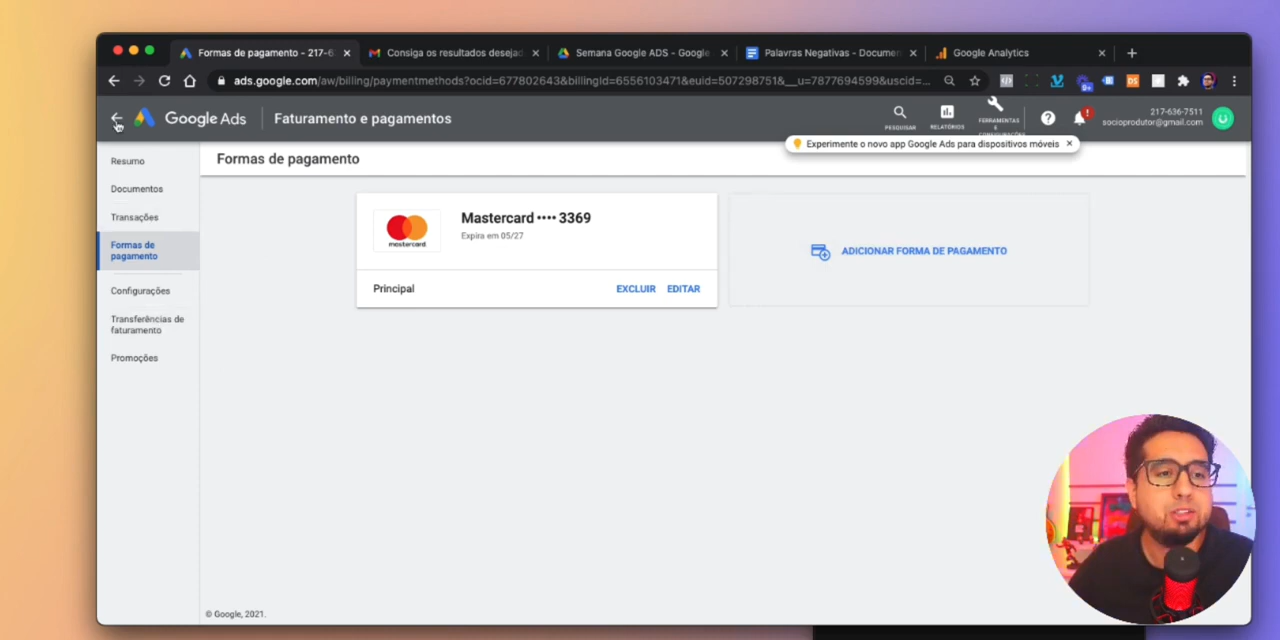 Formas de pagamento - 217-6
Consiga os resultados desejad
Semana Google ADS - Google
Palavras Negativas - Documen
Google Analytics
ads.google.com/aw/billing/paymentmethods?ocid=677802643&billingId=6556103471&euid=507298751&__u=7877694599&uscid=...
Google Ads
Faturamento e pagamentos
PESQUISAR
RELATÓRIOS
FERRAMENTAS
E
CONFIGURAÇÕES
217-636-7511
socioprodutor@gmail.com
Experimente o novo app Google Ads para dispositivos móveis
Resumo
Documentos
Transações
Formas de
pagamento
Configurações
Transferências de
faturamento
Promoções
Formas de pagamento
mastercard
Mastercard •••• 3369
Expira em 05/27
Principal
EXCLUIR
EDITAR
ADICIONAR FORMA DE PAGAMENTO
© Google, 2021.